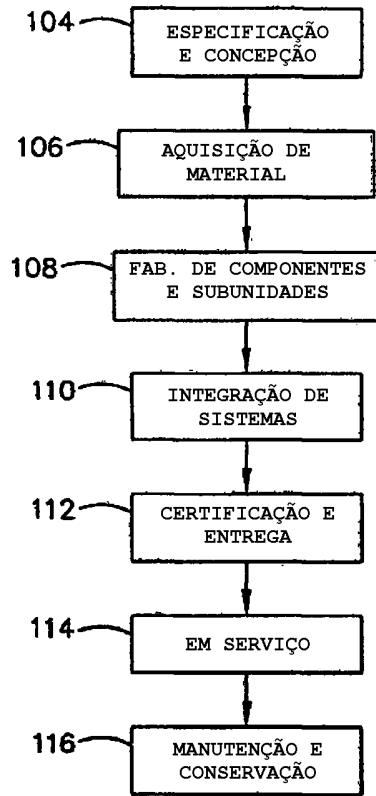 104
ESPECIFICAÇÃO
E CONCEPÇÃO
106
AQUISIÇÃO DE
MATERIAL
108
FAB. DE COMPONENTES
E SUBUNIDADES
110
INTEGRAÇÃO DE
SISTEMAS
112
CERTIFICAÇÃO E
ENTREGA
114
EM SERVIÇO
116
MANUTENÇÃO E
CONSERVAÇÃO